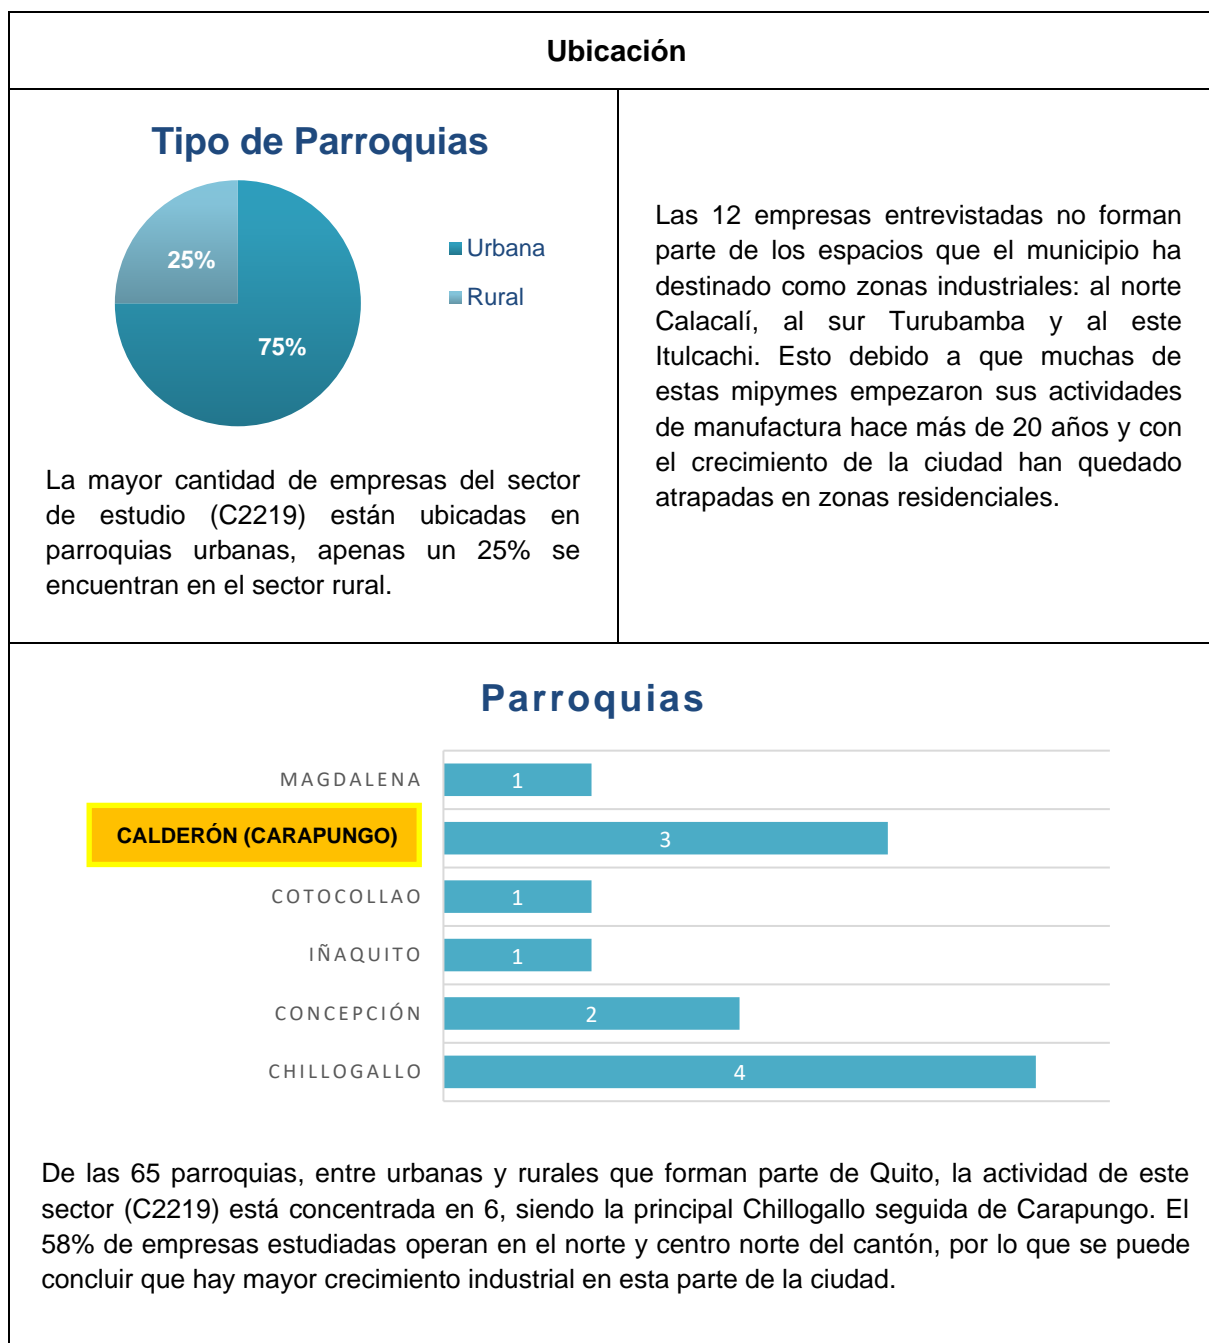 Ubicación
Tipo de Parroquias
25%
75%
Urbana
Rural
La mayor cantidad de empresas del sector
de estudio (C2219) están ubicadas en
parroquias urbanas, apenas un 25% se
encuentran en el sector rural.
Las 12 empresas entrevistadas no forman
parte de los espacios que el municipio ha
destinado como zonas industriales: al norte
Calacalí, al sur Turubamba y al este
Itulcachi. Esto debido a que muchas de
estas mipymes empezaron sus actividades
de manufactura hace más de 20 años y con
el crecimiento de la ciudad han quedado
atrapadas en zonas residenciales.
Parroquias
MAGDALENA 1
CALDERÓN (CARAPUNGO) 3
COTOCOLLAO 1
IÑAQUITO 1
CONCEPCIÓN 2
CHILLOGALLO 4
De las 65 parroquias, entre urbanas y rurales que forman parte de Quito, la actividad de este
sector (C2219) está concentrada en 6, siendo la principal Chillogallo seguida de Carapungo. El
58% de empresas estudiadas operan en el norte y centro norte del cantón, por lo que se puede
concluir que hay mayor crecimiento industrial en esta parte de la ciudad.